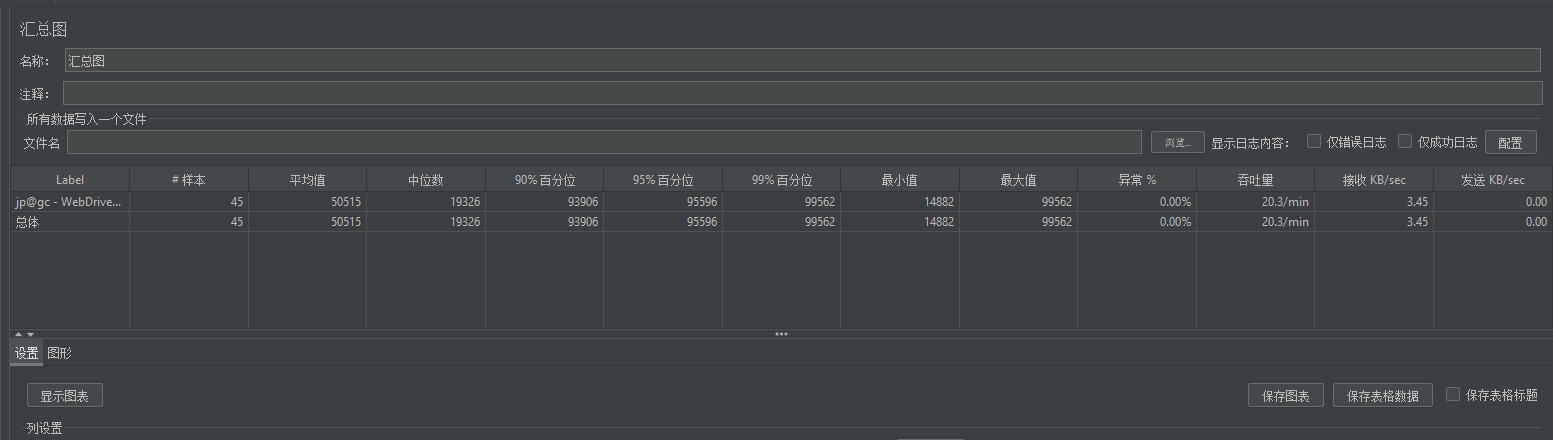 汇总图
名称： 汇总图
注释：
所有数据写入一个文件
文件名 浏览... 显示日志内容： 仅错误日志 仅成功日志 配置
Label # 样本 平均值 中位数 90% 百分位 95% 百分位 99% 百分位 最小值 最大值 异常 % 吞吐量 接收 KB/sec 发送 KB/sec
jp@gc - WebDrive... 45 50515 19326 93906 95596 99562 14882 99562 0.00% 20.3/min 3.45 0.00
总体 45 50515 19326 93906 95596 99562 14882 99562 0.00% 20.3/min 3.45 0.00
设置 图形
显示图表 保存图表 保存表格数据 保存表格标题
列设置